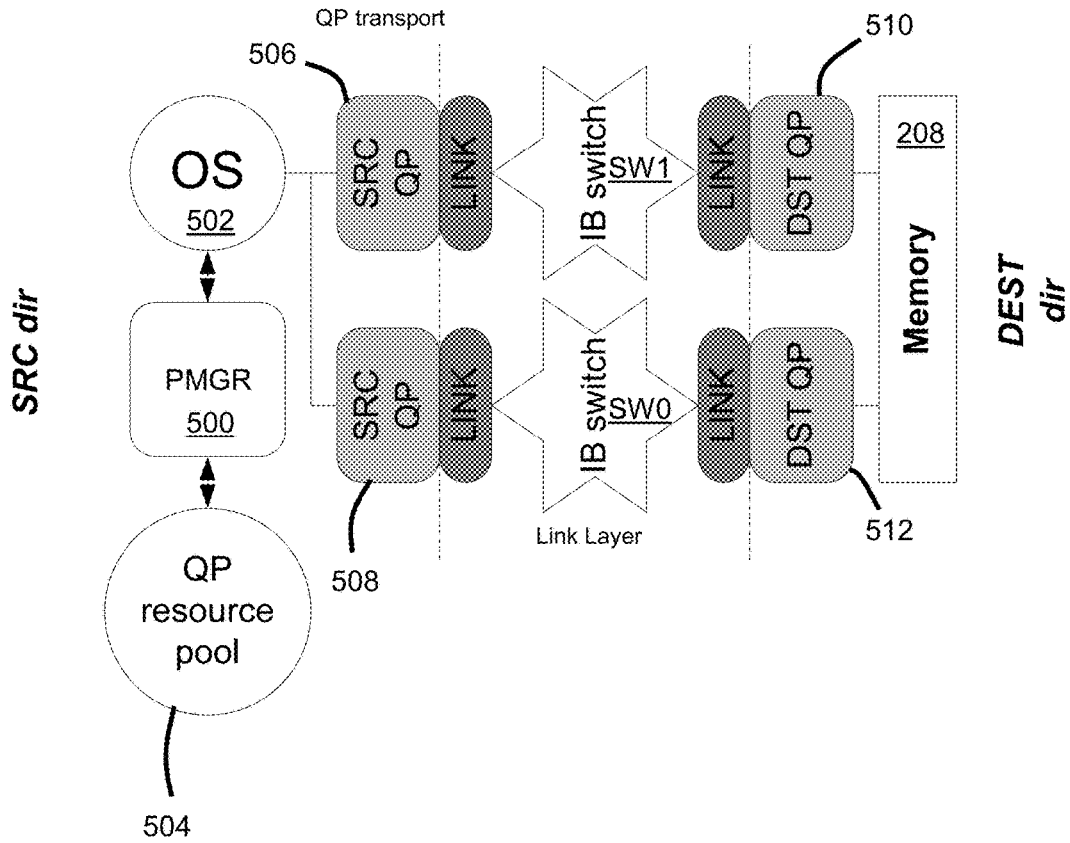 QP transport
506
510
OS
502
SRC
QP
LINK
IB switch
SW1
LINK
DST QP
208
Memory
SRC dir
DEST
dir
PMGR
500
SRC
QP
LINK
IB switch
SW0
LINK
DST QP
Link Layer
508
512
QP
resource
pool
504